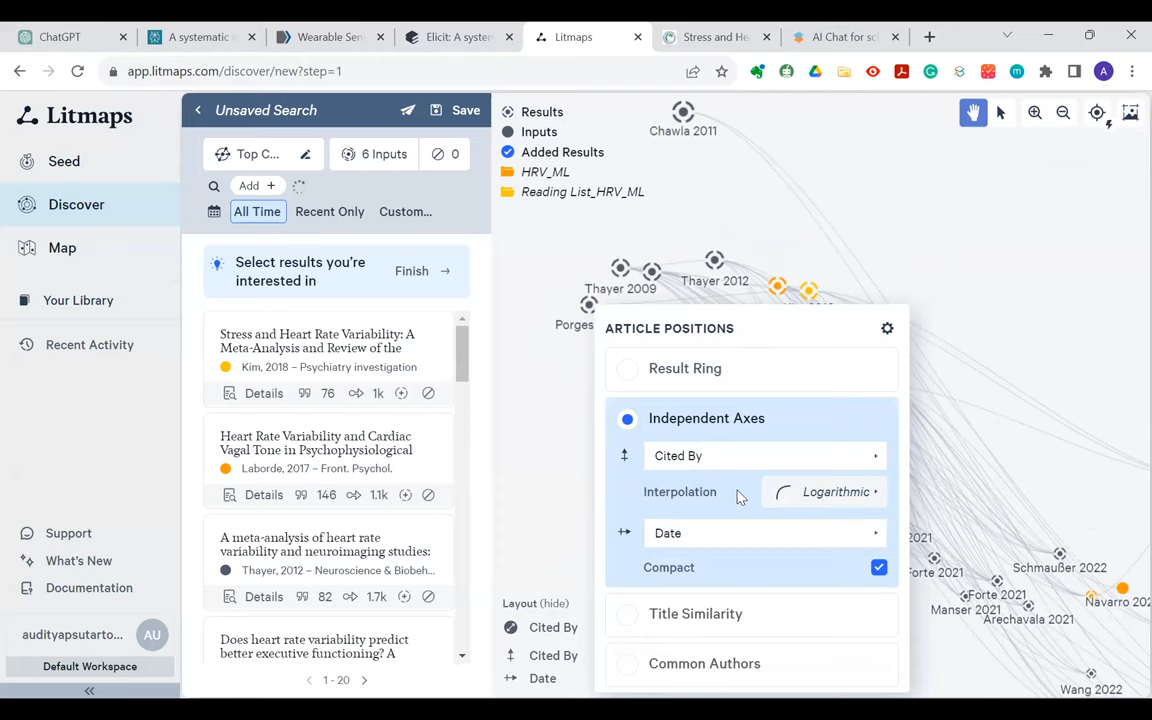 ChatGPT
A systematic i
Wearable Sen
Elicit: A system
Litmaps
Stress and He
AI Chat for sci
app.litmaps.com/discover/new?step=1
A
Litmaps
Seed
Discover
Map
Your Library
Recent Activity
Support
What's New
Documentation
audityapsutarto...
AU
Default Workspace
Unsaved Search
Save
Top C...
6 Inputs
0
Add +
All Time
Recent Only
Custom...
Select results you're
interested in
Finish →
Stress and Heart Rate Variability: A
Meta-Analysis and Review of the
Kim, 2018 – Psychiatry investigation
Details
76
1k
Heart Rate Variability and Cardiac
Vagal Tone in Psychophysiological
Laborde, 2017 – Front. Psychol.
Details
146
1.1k
A meta-analysis of heart rate
variability and neuroimaging studies:
Thayer, 2012 – Neuroscience & Biobeh...
Details
82
1.7k
Does heart rate variability predict
better executive functioning? A
1 - 20
Results
Inputs
Added Results
HRV_ML
Reading List_HRV_ML
Chawla 2011
Thayer 2009
Thayer 2012
Porges
ARTICLE POSITIONS
Result Ring
Independent Axes
Cited By
Interpolation
Logarithmic
Date
Compact
Title Similarity
Common Authors
Layout (hide)
Cited By
Cited By
Date
2021
Forte 2021
Schmaußer 2022
Forte 2021
Manser 2021
Arechavala 2021
Navarro 202
Wang 2022